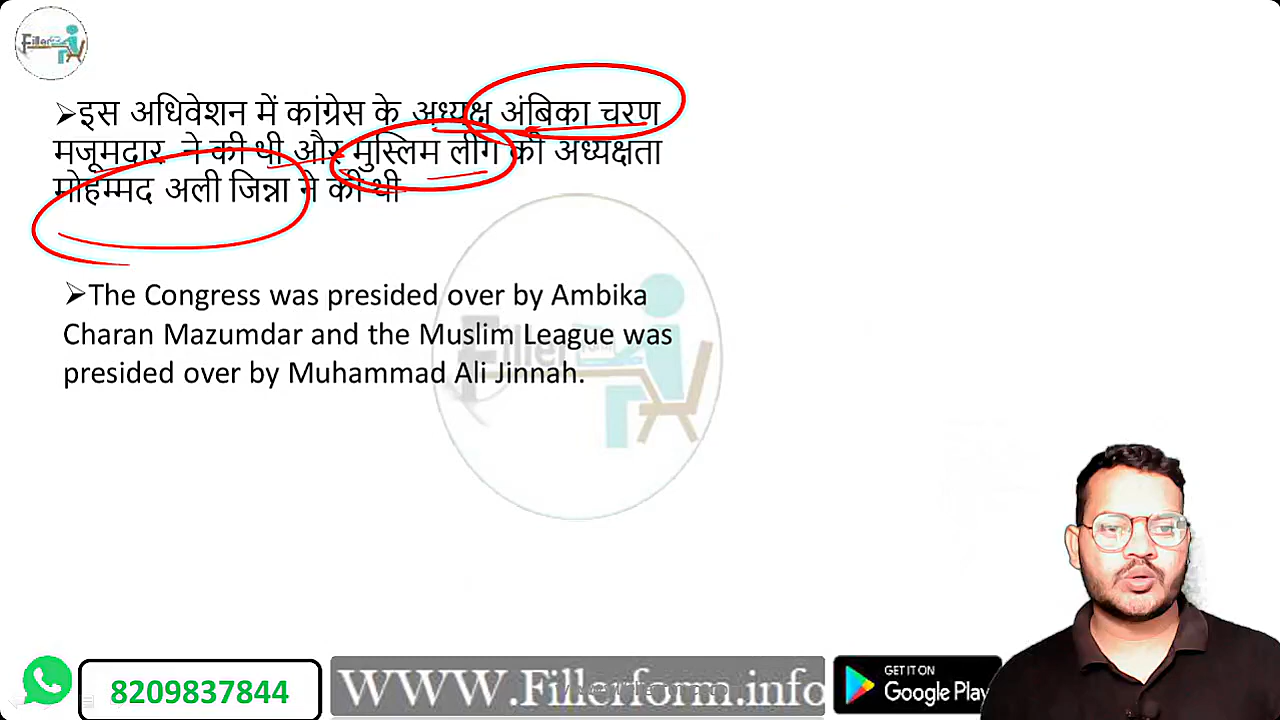 Fillerform
➢इस अधिवेशन में कांग्रेस के अध्यक्ष अंबिका चरण
मजूमदार ने की थी और मुस्लिम लीग की अध्यक्षता
मोहम्मद अली जिन्ना ने की थी
➢The Congress was presided over by Ambika
Charan Mazumdar and the Muslim League was
presided over by Muhammad Ali Jinnah.
8209837844
WWW.Fillerform.info
GET IT ON
Google Play